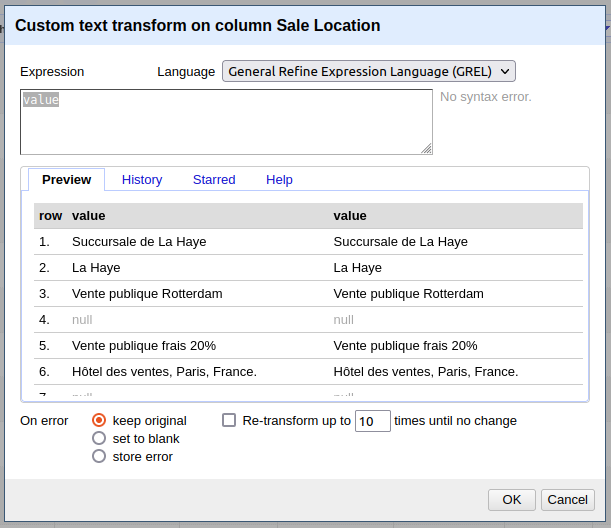 Custom text transform on column Sale Location
Expression Language General Refine Expression Language (GREL)
value No syntax error.
Preview History Starred Help
row value value
1. Succursale de La Haye Succursale de La Haye
2. La Haye La Haye
3. Vente publique Rotterdam Vente publique Rotterdam
4. null null
5. Vente publique frais 20% Vente publique frais 20%
6. Hôtel des ventes, Paris, France. Hôtel des ventes, Paris, France.
7. null null
On error keep original Re-transform up to 10 times until no change
set to blank
store error
OK Cancel